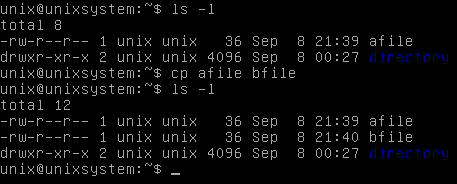 unix@unixsystem:~$ ls -l
total 8
-rw-r--r-- 1 unix unix   36 Sep  8 21:39 afile
drwxr-xr-x 2 unix unix 4096 Sep  8 00:27 directory
unix@unixsystem:~$ cp afile bfile
unix@unixsystem:~$ ls -l
total 12
-rw-r--r-- 1 unix unix   36 Sep  8 21:39 afile
-rw-r--r-- 1 unix unix   36 Sep  8 21:40 bfile
drwxr-xr-x 2 unix unix 4096 Sep  8 00:27 directory
unix@unixsystem:~$ _